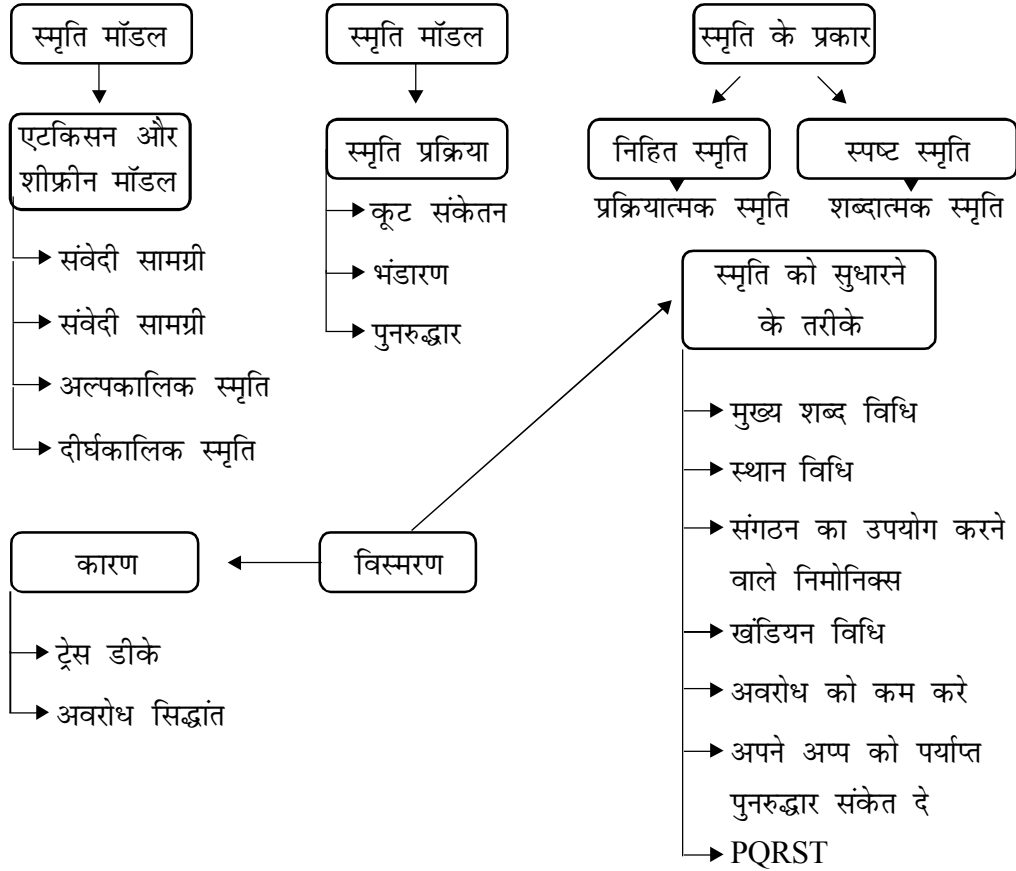 स्मृति मॉडल
एटकिसन और
शीफ्रीन मॉडल
संवेदी सामग्री
संवेदी सामग्री
अल्पकालिक स्मृति
दीर्घकालिक स्मृति
स्मृति मॉडल
स्मृति प्रक्रिया
कूट संकेतन
भंडारण
पुनरुद्धार
स्मृति के प्रकार
निहित स्मृति
स्पष्ट स्मृति
प्रक्रियात्मक स्मृति
शब्दात्मक स्मृति
स्मृति को सुधारने
के तरीके
मुख्य शब्द विधि
स्थान विधि
संगठन का उपयोग करने
वाले निमोनिक्स
खंडियन विधि
अवरोध को कम करे
अपने अप्प को पर्याप्त
पुनरुद्धार संकेत दे
PQRST
विस्मरण
कारण
ट्रेस डीके
अवरोध सिद्धांत